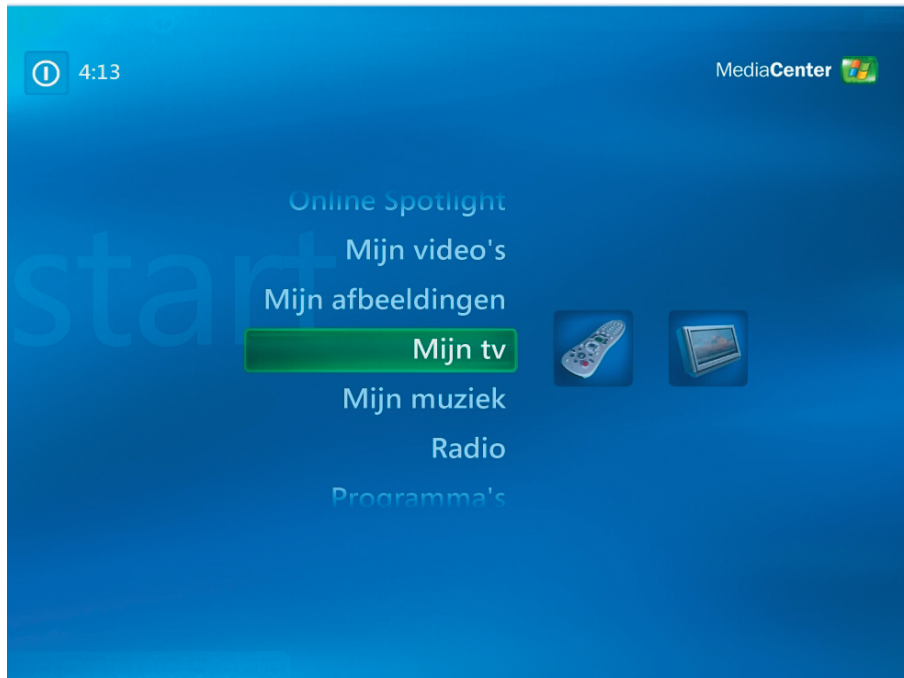 4:13
MediaCenter
Online Spotlight
Mijn video's
start
Mijn afbeeldingen
Mijn tv
Mijn muziek
Radio
Programma's